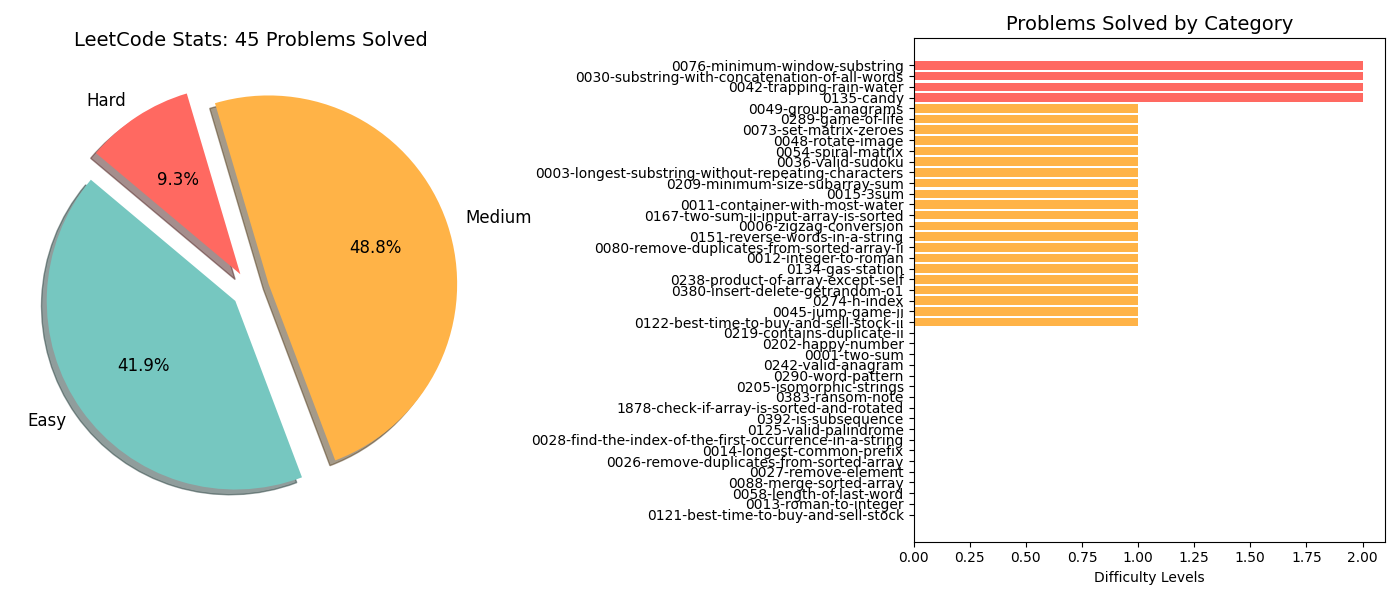 LeetCode Stats: 45 Problems Solved
Hard
9.3%
Medium
48.8%
41.9%
Easy
Problems Solved by Category
0076-minimum-window-substring
0030-substring-with-concatenation-of-all-words
0042-trapping-rain-water
0135-candy
0049-group-anagrams
0289-game-of-life
0073-set-matrix-zeroes
0048-rotate-image
0054-spiral-matrix
0036-valid-sudoku
0003-longest-substring-without-repeating-characters
0209-minimum-size-subarray-sum
0015-3sum
0011-container-with-most-water
0167-two-sum-ii-input-array-is-sorted
0006-zigzag-conversion
0151-reverse-words-in-a-string
0080-remove-duplicates-from-sorted-array-ii
0012-integer-to-roman
0134-gas-station
0238-product-of-array-except-self
0380-insert-delete-getrandom-o1
0274-h-index
0045-jump-game-ii
0122-best-time-to-buy-and-sell-stock-ii
0219-contains-duplicate-ii
0202-happy-number
0001-two-sum
0242-valid-anagram
0290-word-pattern
0205-isomorphic-strings
0383-ransom-note
1878-check-if-array-is-sorted-and-rotated
0392-is-subsequence
0125-valid-palindrome
0028-find-the-index-of-the-first-occurrence-in-a-string
0014-longest-common-prefix
0026-remove-duplicates-from-sorted-array
0027-remove-element
0088-merge-sorted-array
0058-length-of-last-word
0013-roman-to-integer
0121-best-time-to-buy-and-sell-stock
0.00 0.25 0.50 0.75 1.00 1.25 1.50 1.75 2.00
Difficulty Levels